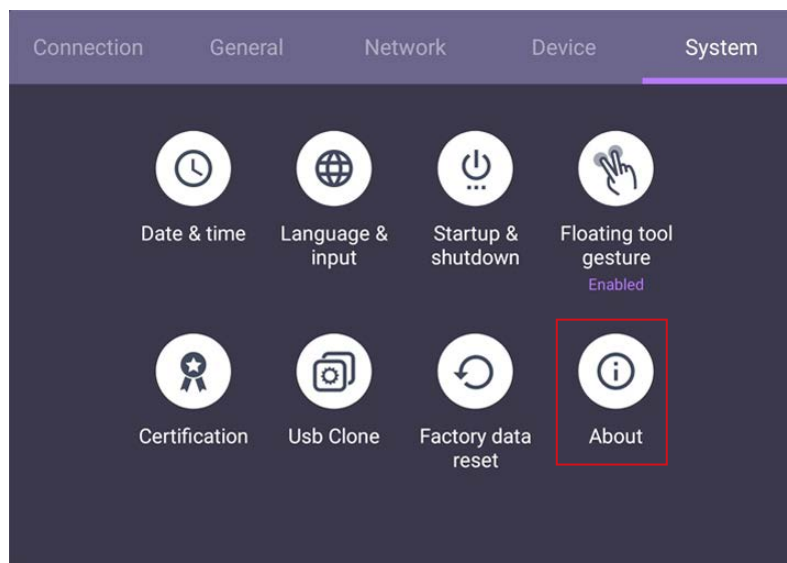 Connection General Network Device System
Date & time
Language &
input
Startup &
shutdown
Floating tool
gesture
Enabled
Certification
Usb Clone
Factory data
reset
About